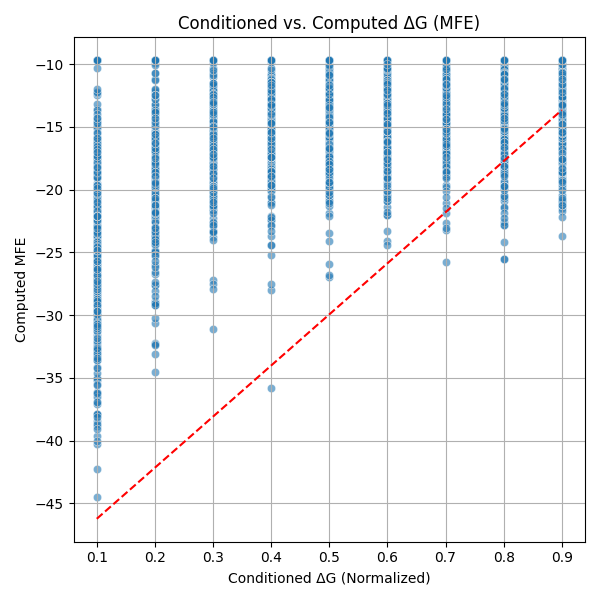 Conditioned vs. Computed ΔG (MFE)
Computed MFE
−10
−15
−20
−25
−30
−35
−40
−45
0.1 0.2 0.3 0.4 0.5 0.6 0.7 0.8 0.9
Conditioned ΔG (Normalized)